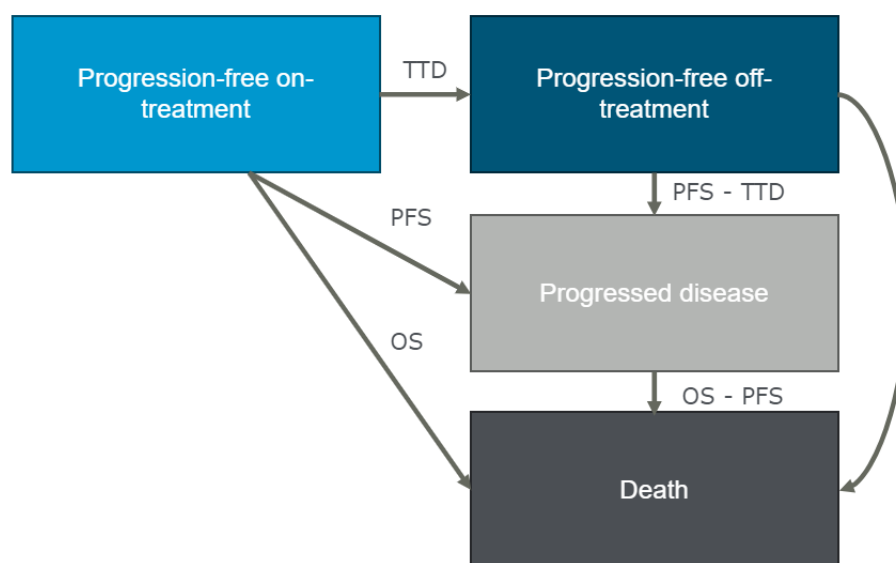 Progression-free on-
treatment
TTD
Progression-free off-
treatment
PFS - TTD
PFS
Progressed disease
OS
OS - PFS
Death